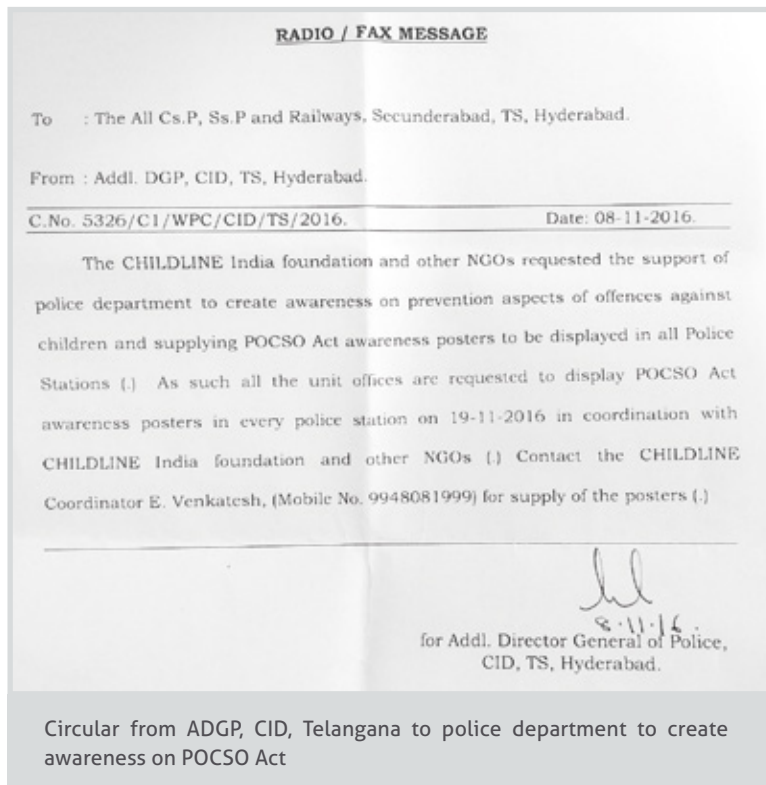 RADIO / FAX MESSAGE
To : The All Cs.P, Ss.P and Railways, Secunderabad, TS, Hyderabad.
From : Addl. DGP, CID, TS, Hyderabad.
C.No. 5326/C1/WPC/CID/TS/2016. Date: 08-11-2016.
The CHILDLINE India foundation and other NGOs requested the support of
police department to create awareness on prevention aspects of offences against
children and supplying POCSO Act awareness posters to be displayed in all Police
Stations (.) As such all the unit offices are requested to display POCSO Act
awareness posters in every police station on 19-11-2016 in coordination with
CHILDLINE India foundation and other NGOs (.) Contact the CHILDLINE
Coordinator E. Venkatesh, (Mobile No. 9948081999) for supply of the posters (.)
8.11.16.
for Addl. Director General of Police,
CID, TS, Hyderabad.
Circular from ADGP, CID, Telangana to police department to create
awareness on POCSO Act